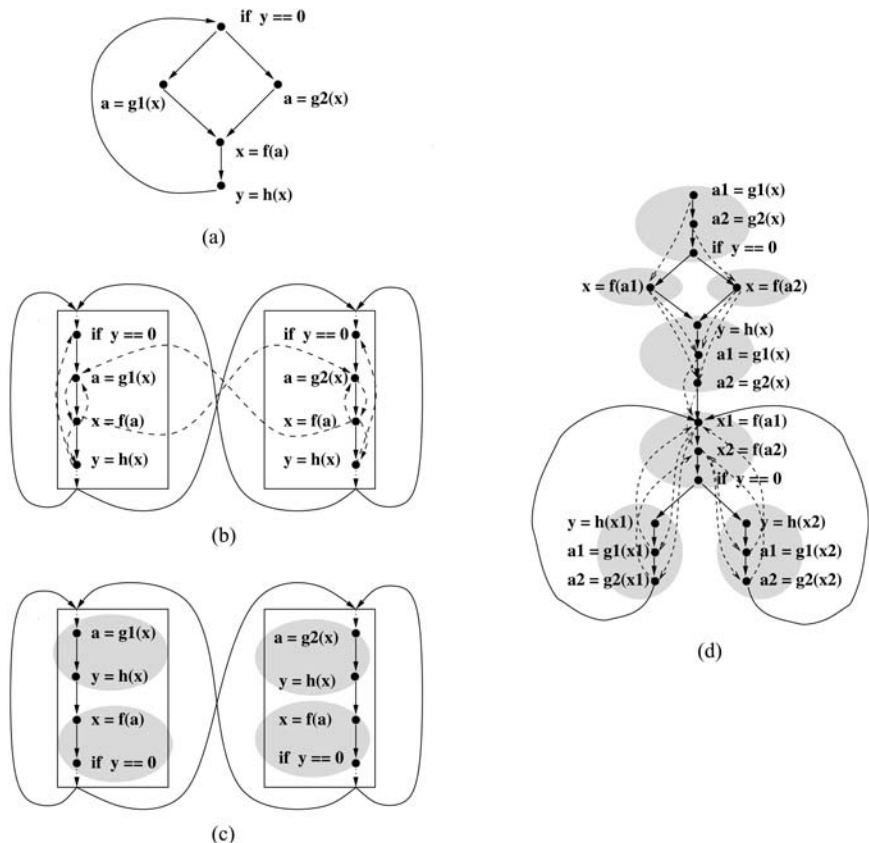 if y == 0
a = g1(x)
a = g2(x)
x = f(a)
y = h(x)
(a)
if y == 0
a = g1(x)
x = f(a)
y = h(x)
if y == 0
a = g2(x)
x = f(a)
y = h(x)
(b)
a = g1(x)
y = h(x)
x = f(a)
if y == 0
a = g2(x)
y = h(x)
x = f(a)
if y == 0
(c)
a1 = g1(x)
a2 = g2(x)
if y == 0
x = f(a1)
x = f(a2)
y = h(x)
a1 = g1(x)
a2 = g2(x)
x1 = f(a1)
x2 = f(a2)
if y == 0
y = h(x1)
y = h(x2)
a1 = g1(x1)
a1 = g1(x2)
a2 = g2(x1)
a2 = g2(x2)
(d)